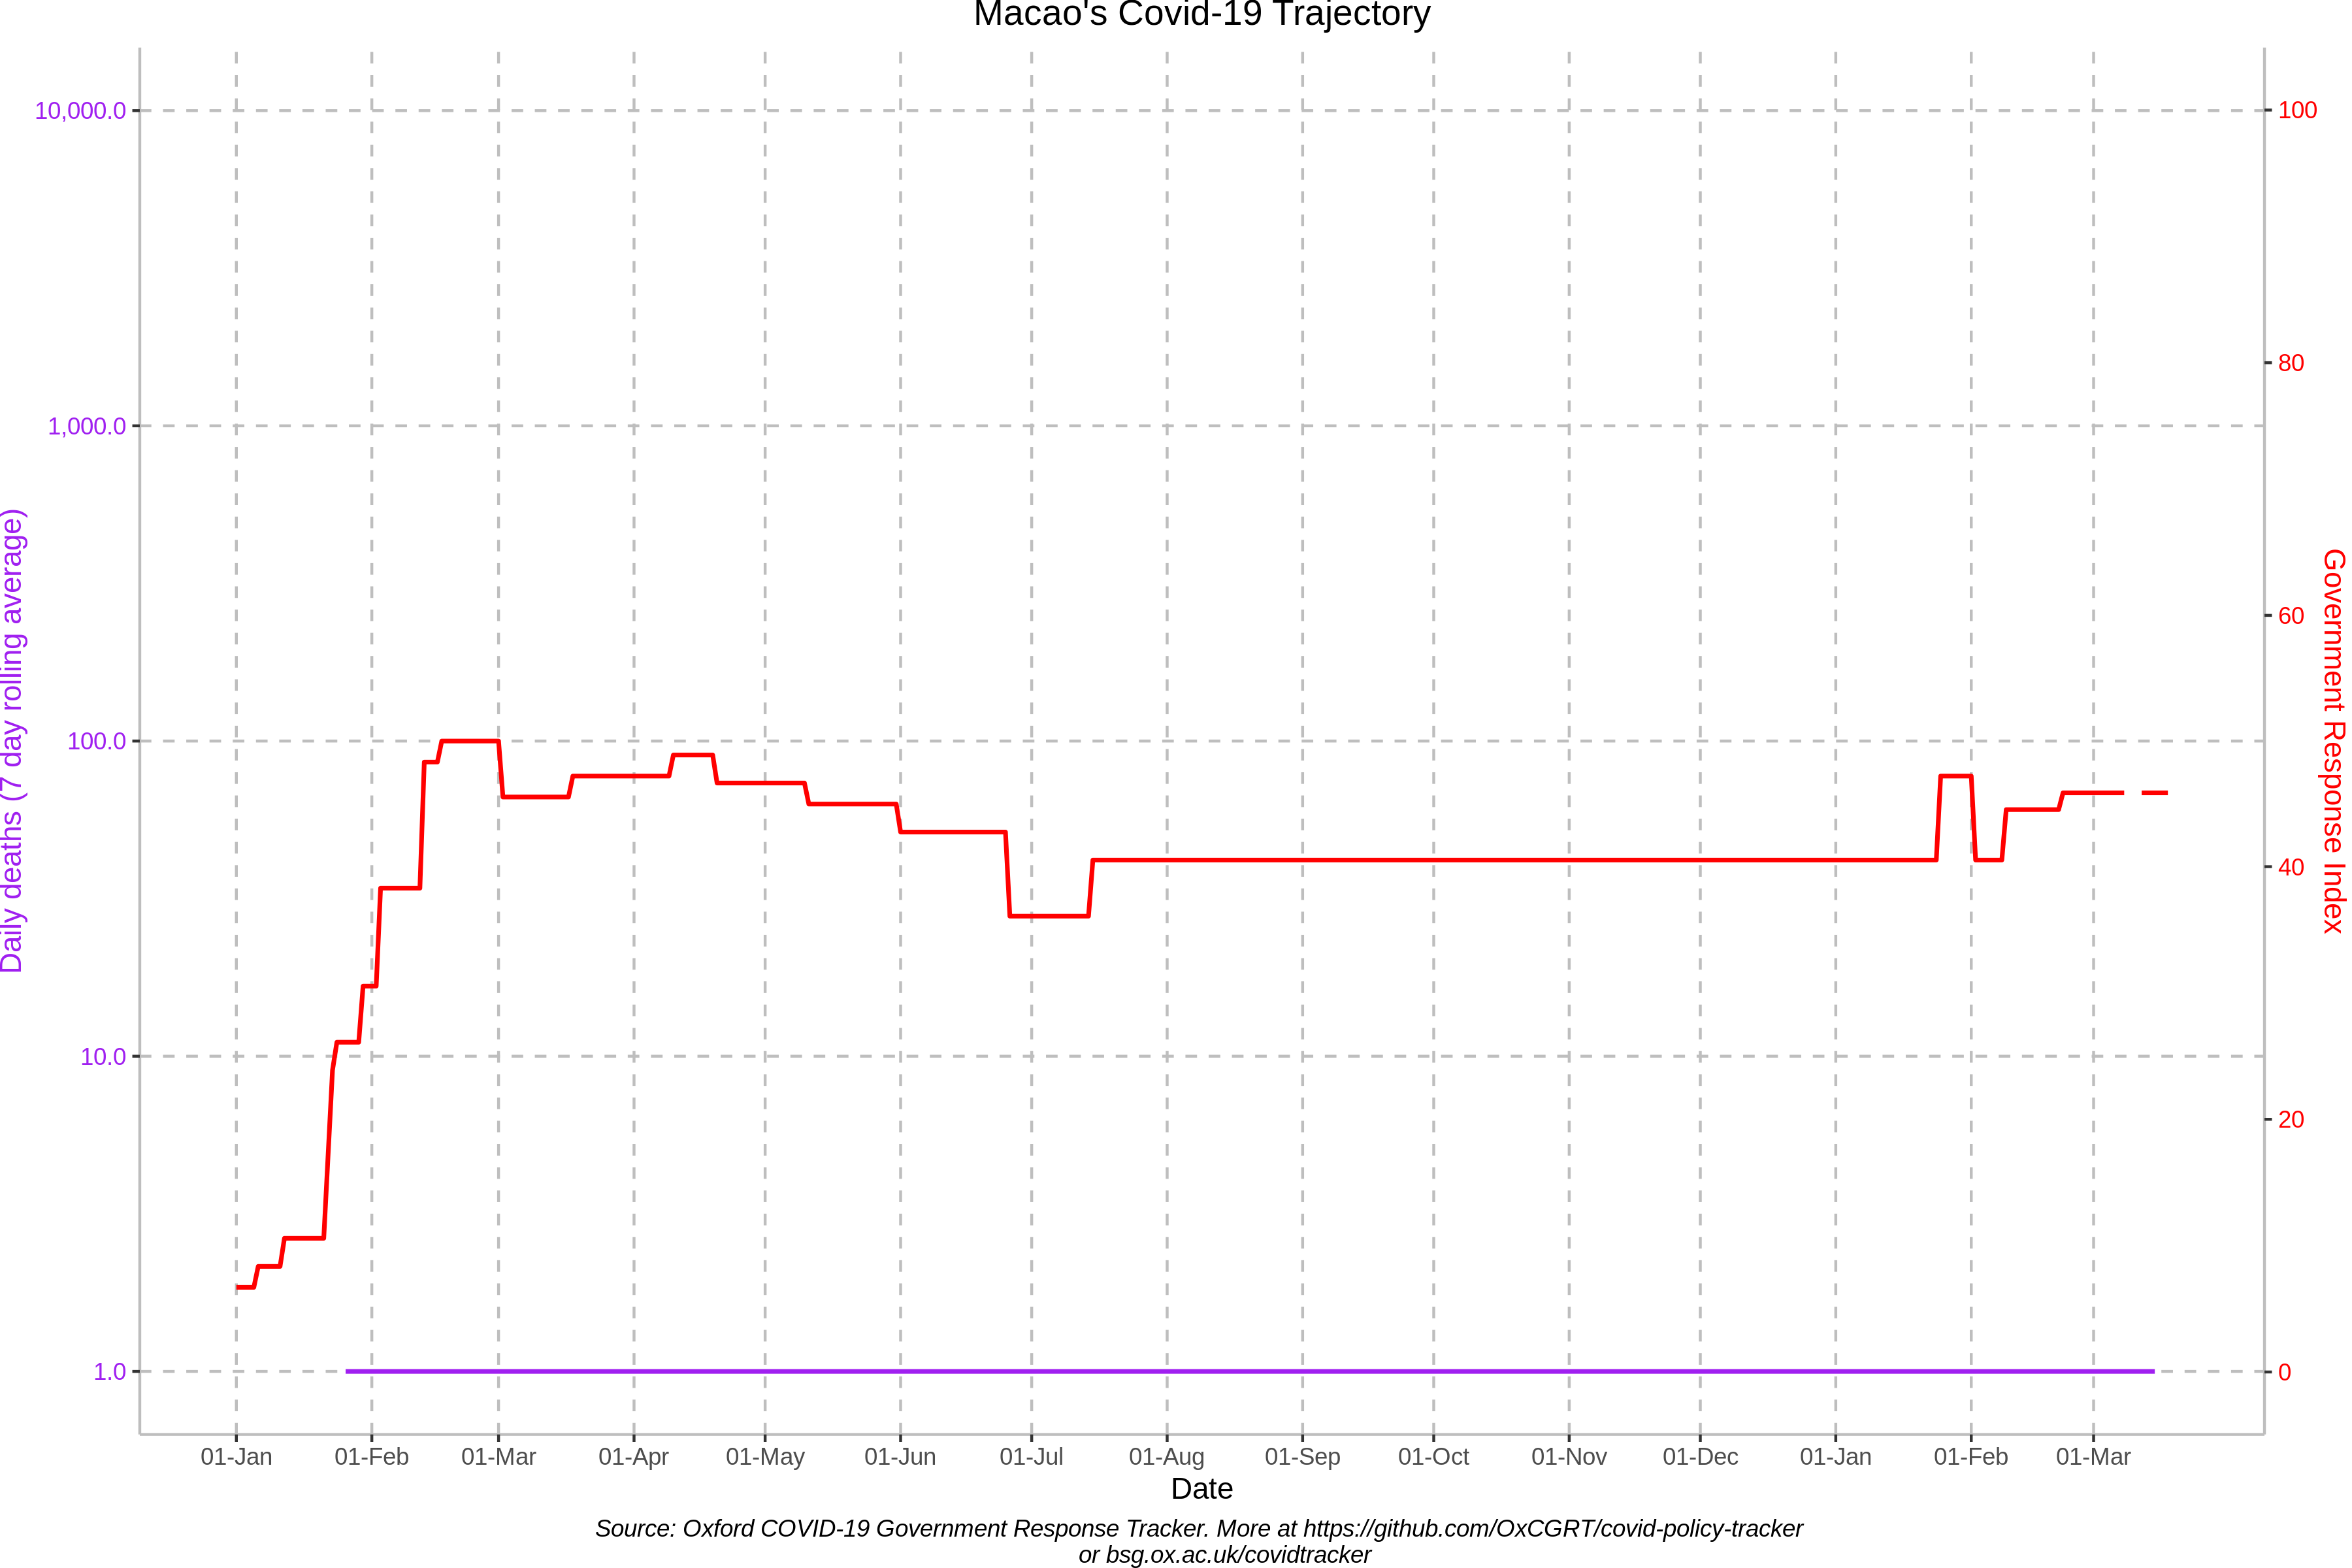 Macao's Covid-19 Trajectory
10,000.0
1,000.0
100.0
10.0
1.0
Daily deaths (7 day rolling average)
100
80
60
40
20
0
Government Response Index
01-Jan 01-Feb 01-Mar 01-Apr 01-May 01-Jun 01-Jul 01-Aug 01-Sep 01-Oct 01-Nov 01-Dec 01-Jan 01-Feb 01-Mar
Date
Source: Oxford COVID-19 Government Response Tracker. More at https://github.com/OxCGRT/covid-policy-tracker
or bsg.ox.ac.uk/covidtracker